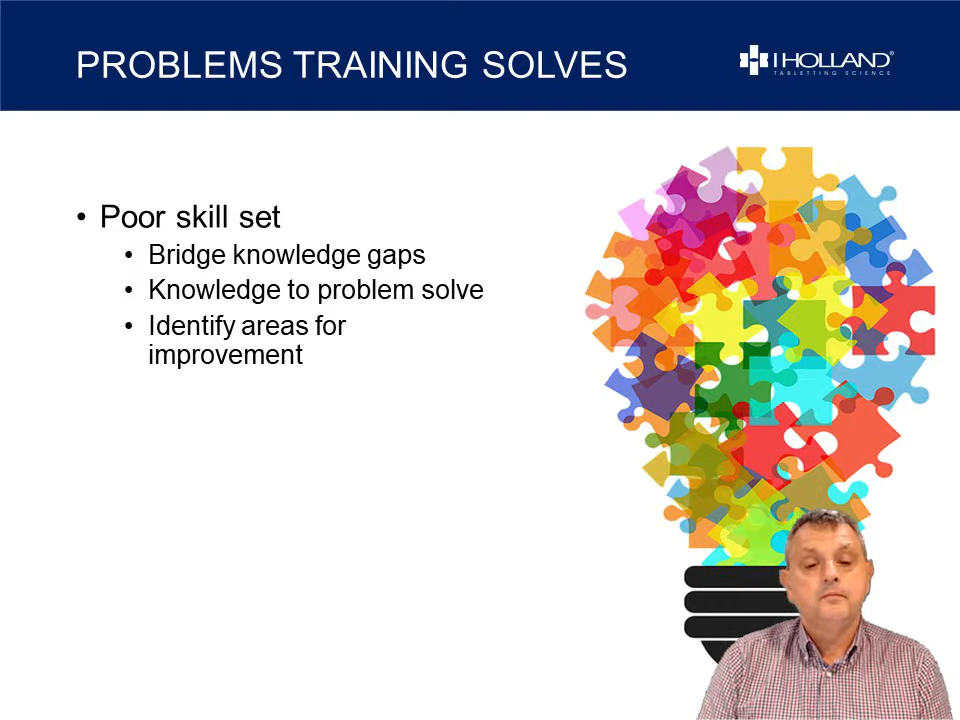 PROBLEMS TRAINING SOLVES
I HOLLAND®
TABLETTING SCIENCE
• Poor skill set
• Bridge knowledge gaps
• Knowledge to problem solve
• Identify areas for
improvement